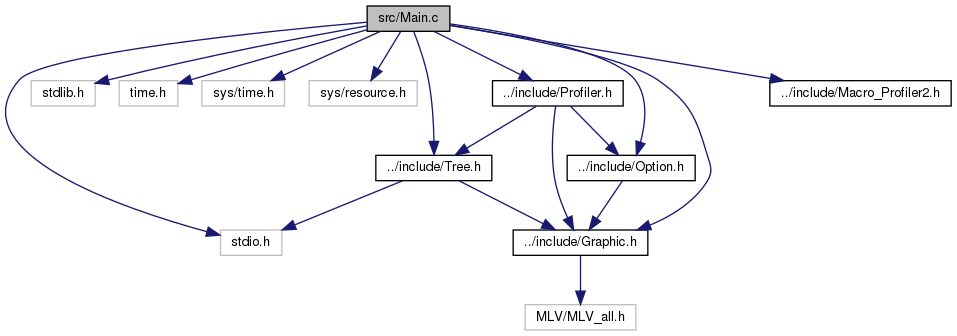 src/Main.c
stdlib.h
time.h
sys/time.h
sys/resource.h
../include/Profiler.h
../include/Macro_Profiler2.h
../include/Tree.h
../include/Option.h
stdio.h
../include/Graphic.h
MLV/MLV_all.h